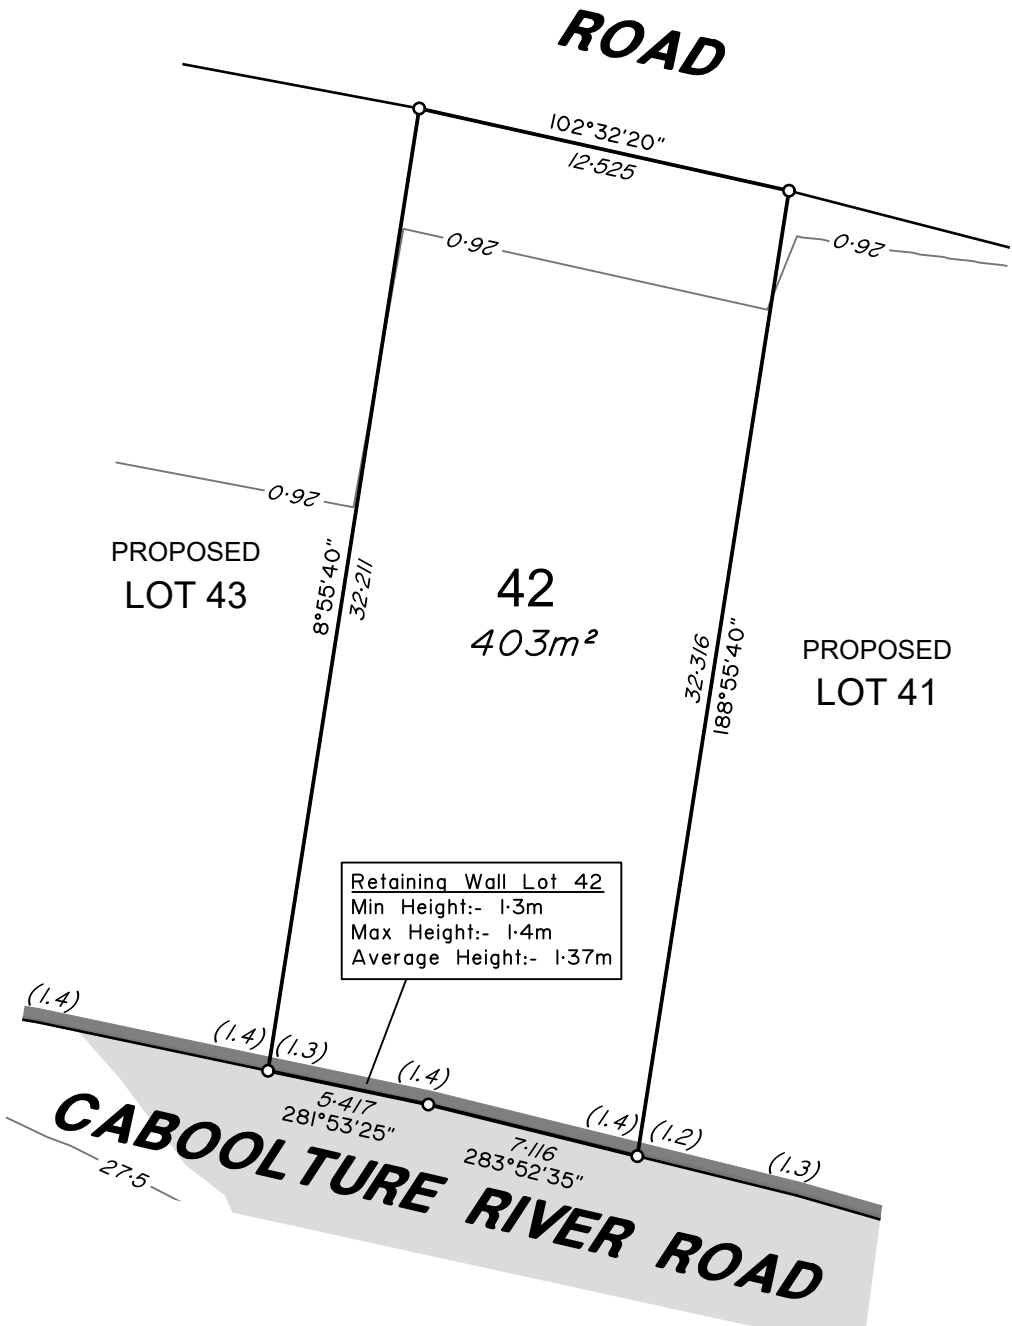 ROAD
102°32'20"
12·525
26·0
26·0
26·0
PROPOSED
LOT 43
8°55'40"
32·211
42
403m²
32·316
188°55'40"
PROPOSED
LOT 41
Retaining Wall Lot 42
Min Height:- 1·3m
Max Height:- 1·4m
Average Height:- 1·37m
(1.4)
(1.4)
(1.3)
(1.4)
(1.4)
(1.2)
(1.3)
5·417
281°53'25"
7·116
283°52'35"
CABOOLTURE RIVER ROAD
27·5